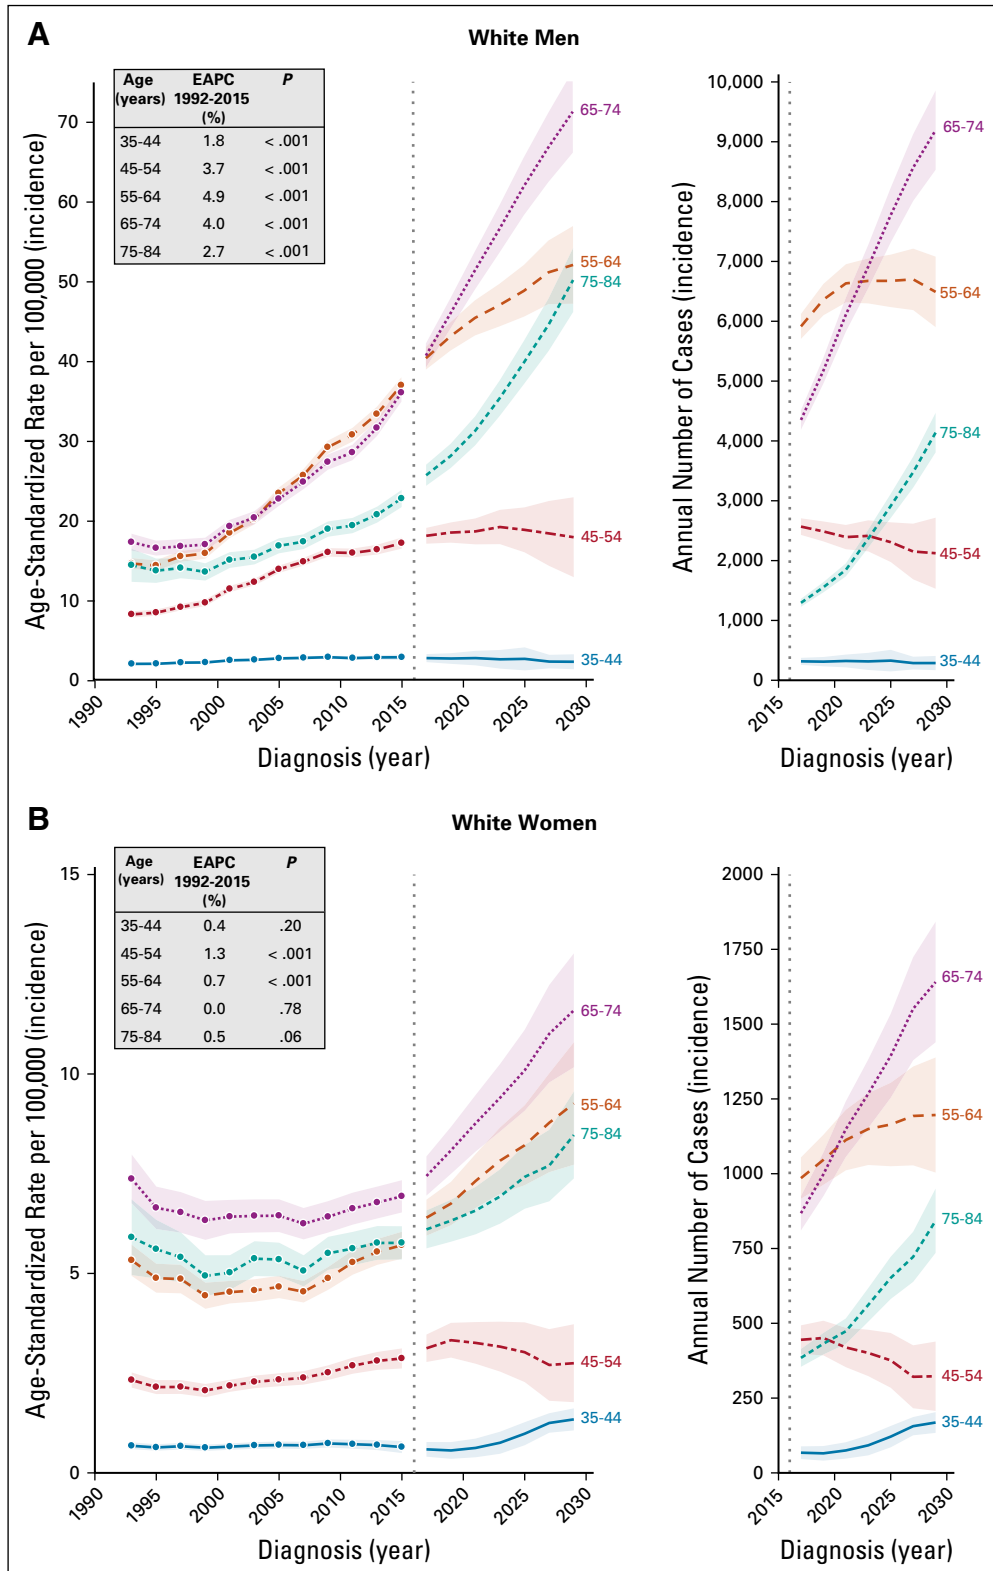 A
White Men
Age (years) EAPC 1992-2015 (%) P
35-44 1.8 < .001
45-54 3.7 < .001
55-64 4.9 < .001
65-74 4.0 < .001
75-84 2.7 < .001
Age-Standardized Rate per 100,000 (incidence)
70
60
50
40
30
20
10
0
1990 1995 2000 2005 2010 2015 2020 2025 2030
Diagnosis (year)
65-74
55-64
75-84
45-54
35-44
Annual Number of Cases (incidence)
10,000
9,000
8,000
7,000
6,000
5,000
4,000
3,000
2,000
1,000
0
2015 2020 2025 2030
Diagnosis (year)
65-74
55-64
75-84
45-54
35-44
B
White Women
Age (years) EAPC 1992-2015 (%) P
35-44 0.4 .20
45-54 1.3 < .001
55-64 0.7 < .001
65-74 0.0 .78
75-84 0.5 .06
Age-Standardized Rate per 100,000 (incidence)
15
10
5
0
1990 1995 2000 2005 2010 2015 2020 2025 2030
Diagnosis (year)
65-74
55-64
75-84
45-54
35-44
Annual Number of Cases (incidence)
2000
1750
1500
1250
1000
750
500
250
0
2015 2020 2025 2030
Diagnosis (year)
65-74
55-64
75-84
45-54
35-44